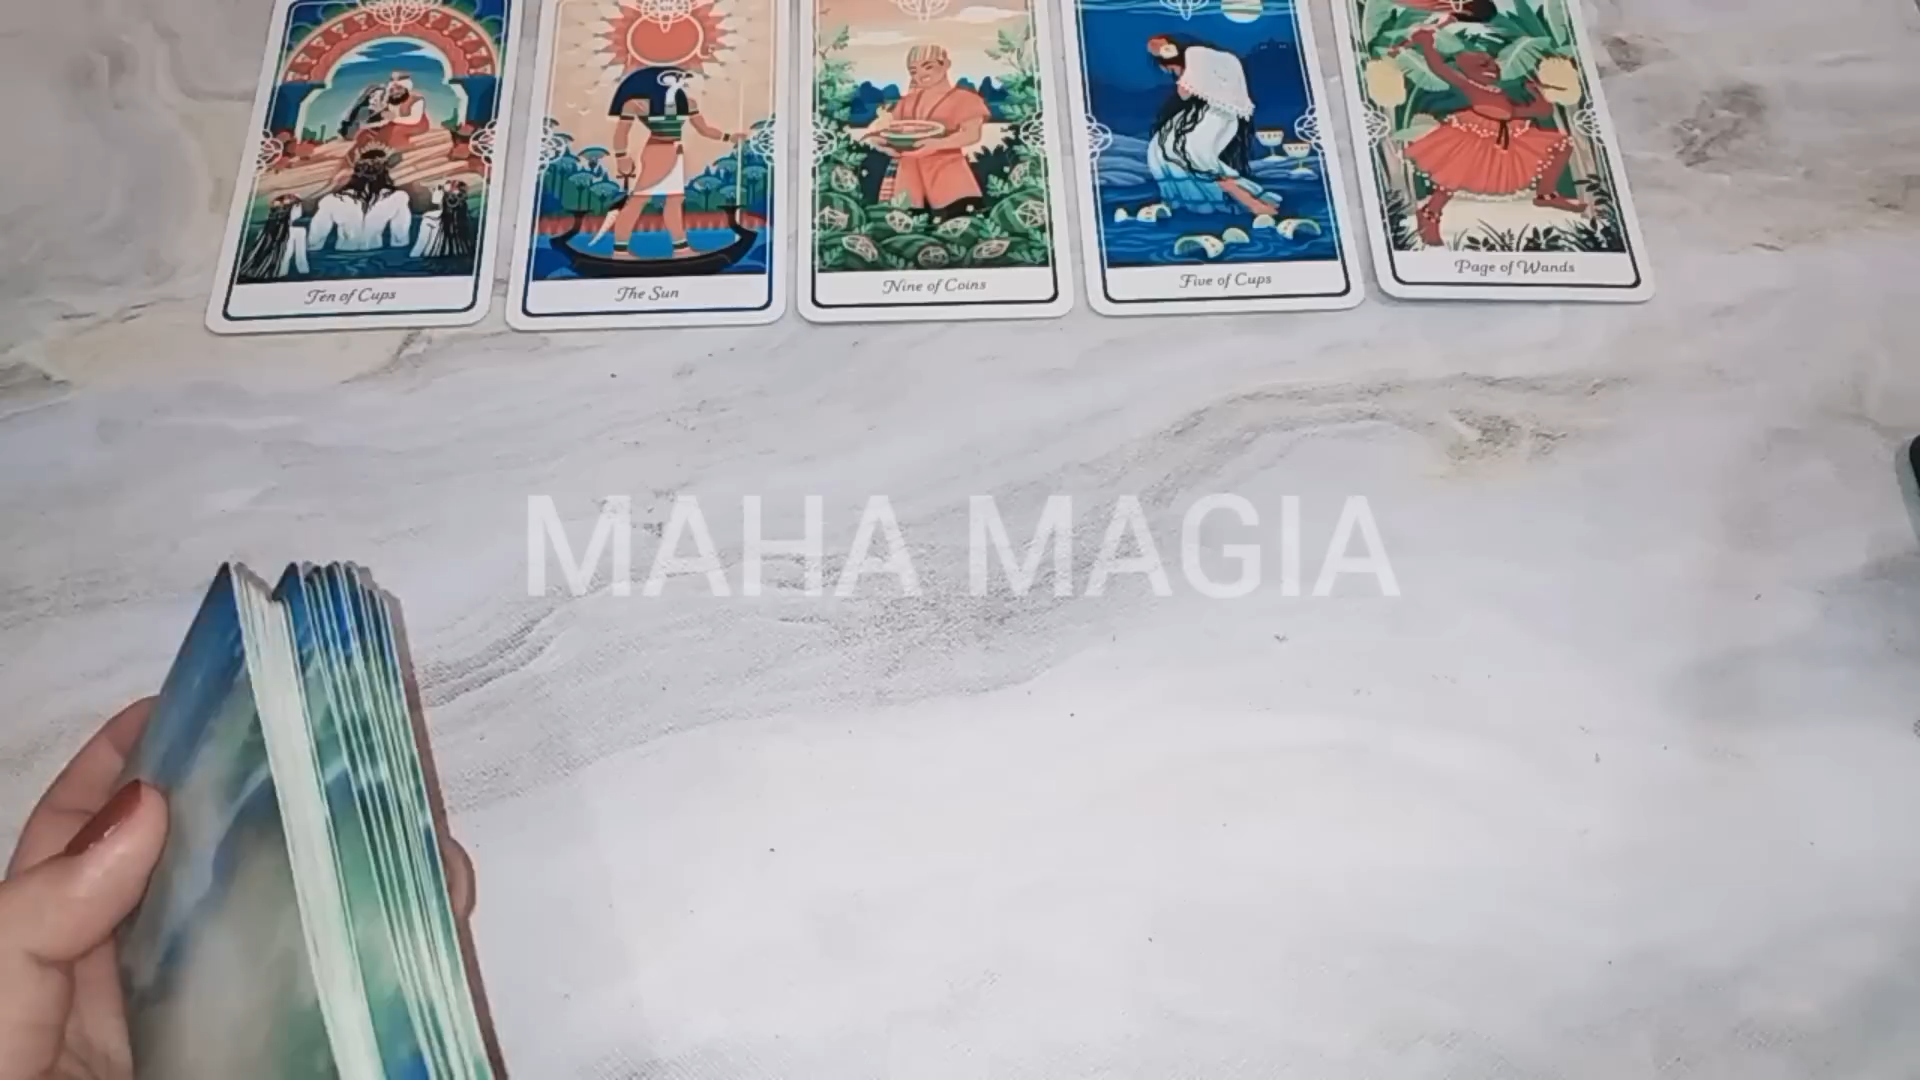 Ten of Cups
The Sun
Nine of Coins
Five of Cups
Page of Wands
MAHA MAGIA